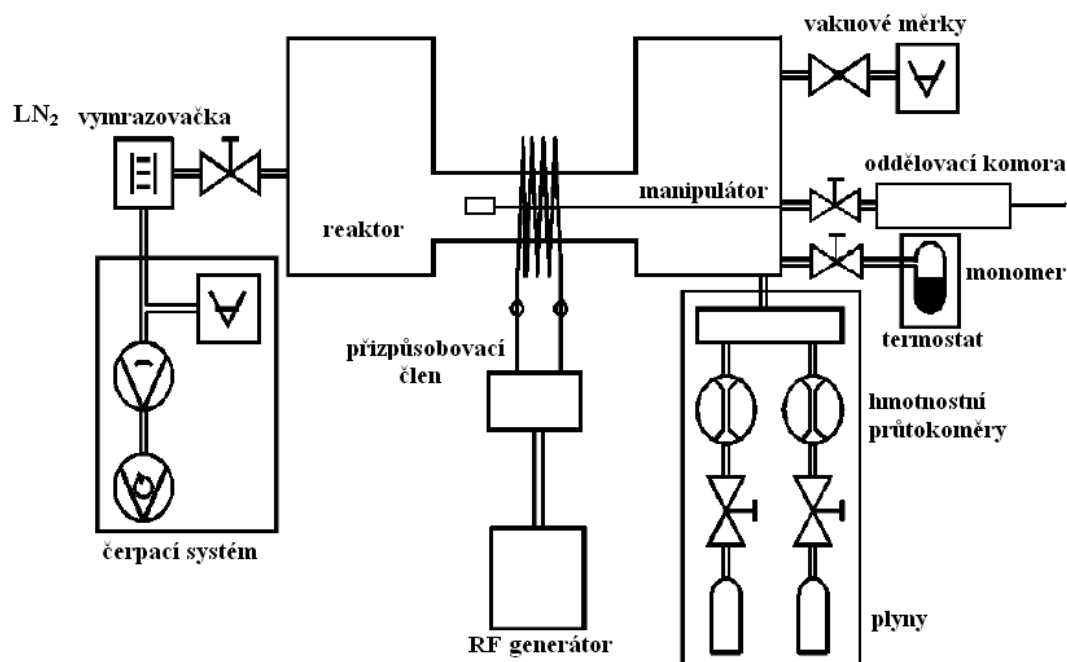 vakuové měrky
LN₂ vymrazovačka
oddělovací komora
manipulátor
reaktor
monomer
termostat
přizpůsobovací
člen
hmotnostní
průtokoměry
čerpací systém
plyny
RF generátor